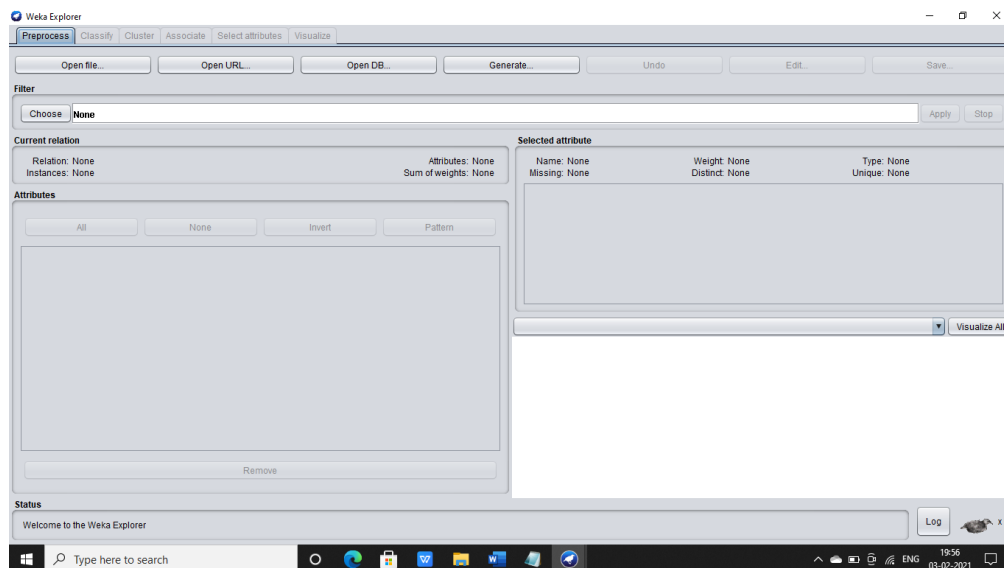 Weka Explorer
Preprocess Classify Cluster Associate Select attributes Visualize
Open file... Open URL... Open DB... Generate... Undo Edit... Save...
Filter
Choose None Apply Stop
Current relation
Relation: None Attributes: None
Instances: None Sum of weights: None
Selected attribute
Name: None Weight: None Type: None
Missing: None Distinct: None Unique: None
Attributes
All None Invert Pattern
Visualize All
Remove
Status
Welcome to the Weka Explorer
Log x 0
Type here to search
ENG
19:56
03-02-2021